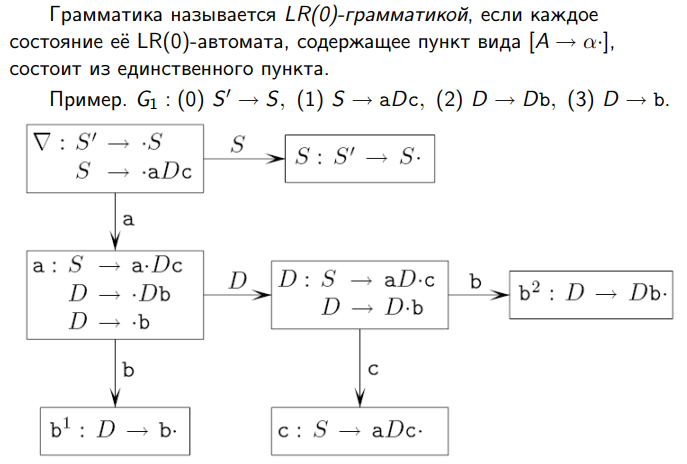 Грамматика называется LR(0)-грамматикой, если каждое
состояние её LR(0)-автомата, содержащее пункт вида [A → α·],
состоит из единственного пункта.
Пример. G₁ : (0) S′ → S, (1) S → aDc, (2) D → Db, (3) D → b.
∇ : S′ → ·S
S → ·aDc
S
S : S′ → S·
a
a : S → a·Dc
D → ·Db
D → ·b
D
D : S → aD·c
D → D·b
b
b² : D → Db·
b
c
b¹ : D → b·
c : S → aDc·